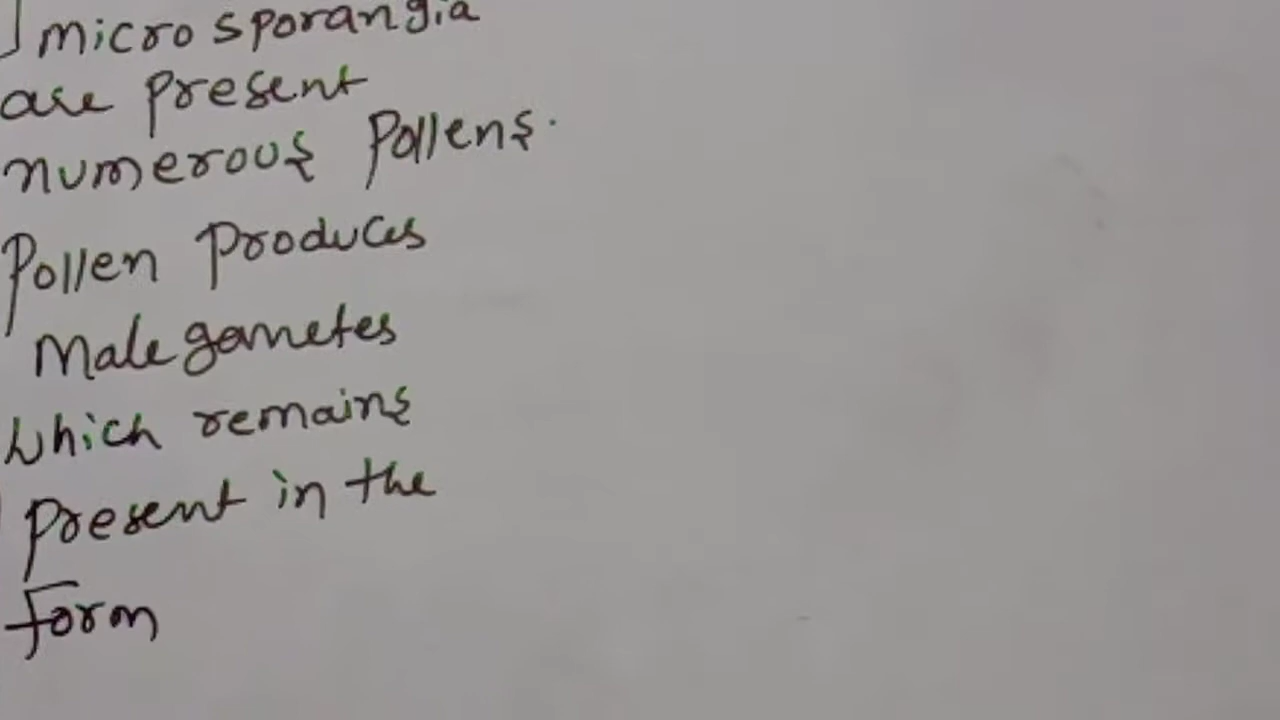 microsporangia
are present
numerous Pollens.
Pollen produces
Male gametes
which remains
present in the
form